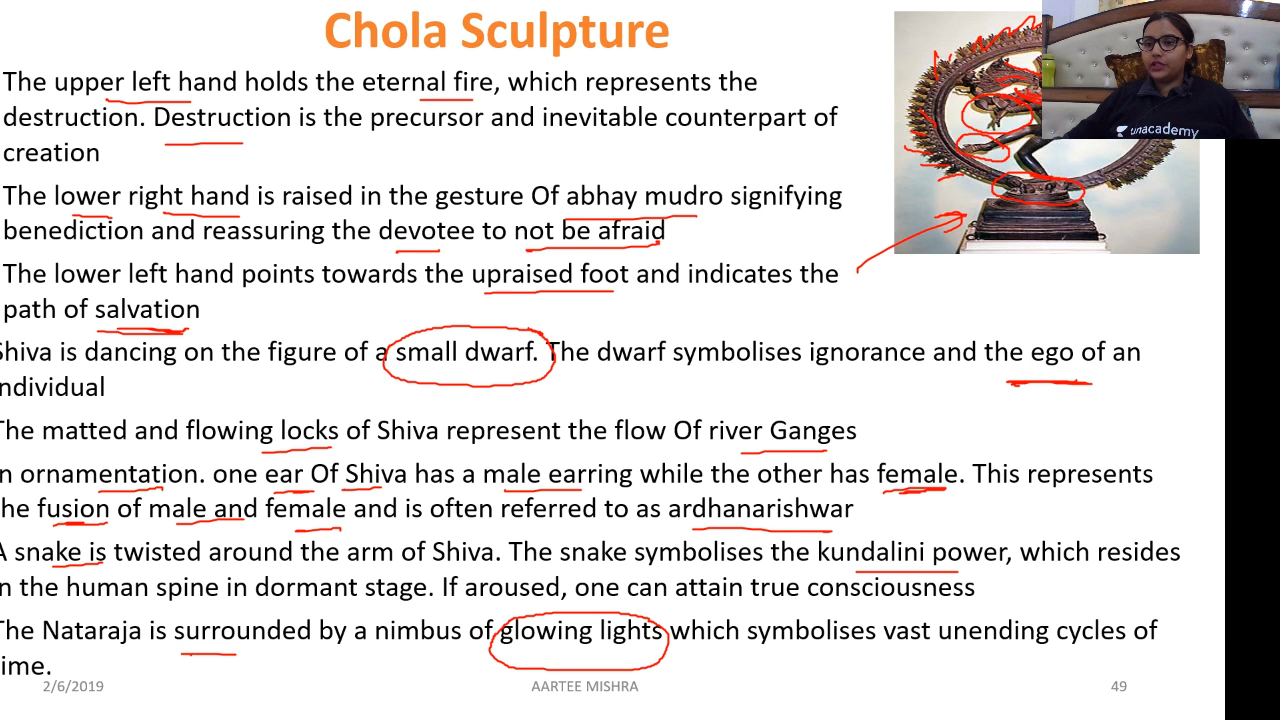 Chola Sculpture
The upper left hand holds the eternal fire, which represents the
destruction. Destruction is the precursor and inevitable counterpart of
creation
The lower right hand is raised in the gesture Of abhay mudro signifying
benediction and reassuring the devotee to not be afraid
The lower left hand points towards the upraised foot and indicates the
path of salvation
Shiva is dancing on the figure of a small dwarf. The dwarf symbolises ignorance and the ego of an
ndividual
The matted and flowing locks of Shiva represent the flow Of river Ganges
n ornamentation. one ear Of Shiva has a male earring while the other has female. This represents
he fusion of male and female and is often referred to as ardhanarishwar
A snake is twisted around the arm of Shiva. The snake symbolises the kundalini power, which resides
n the human spine in dormant stage. If aroused, one can attain true consciousness
The Nataraja is surrounded by a nimbus of glowing lights which symbolises vast unending cycles of
ime.
2/6/2019 AARTEE MISHRA 49
unacademy